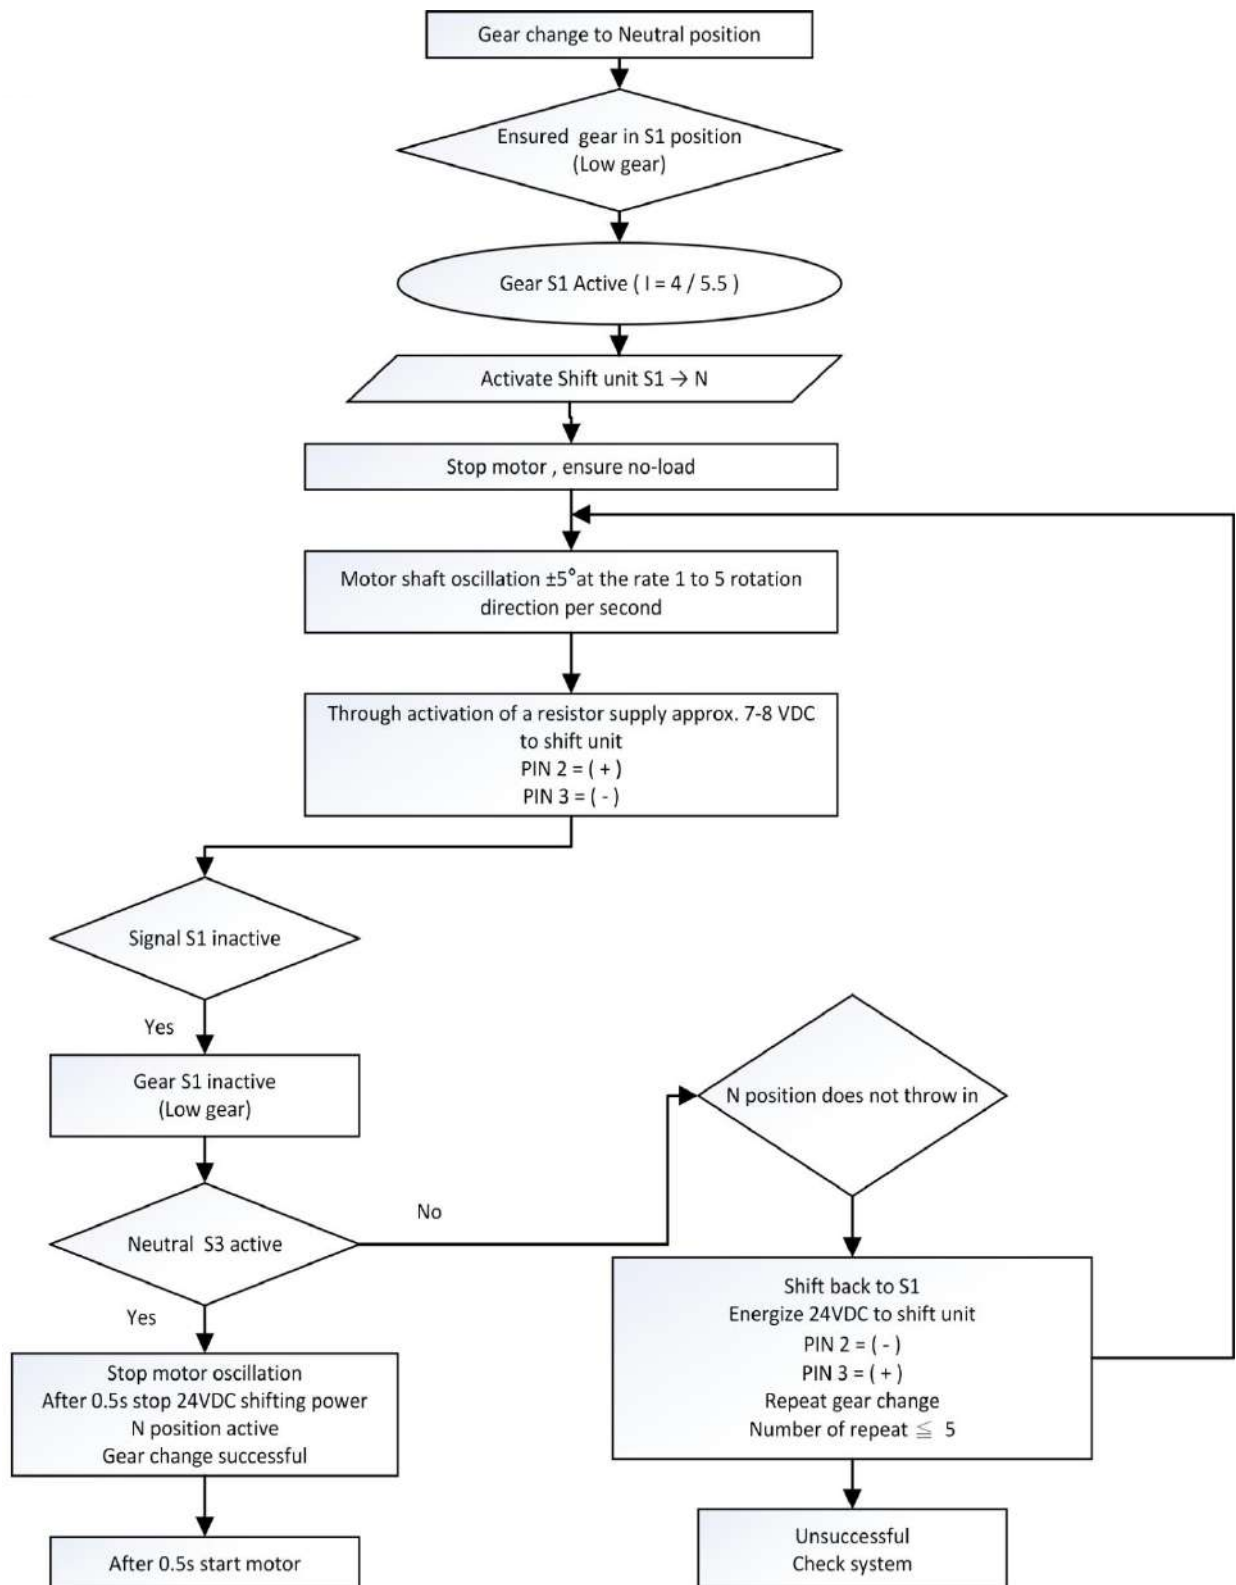 Gear change to Neutral position
Ensured gear in S1 position
(Low gear)
Gear S1 Active ( I = 4 / 5.5 )
Activate Shift unit S1 → N
Stop motor , ensure no-load
Motor shaft oscillation ±5°at the rate 1 to 5 rotation
direction per second
Through activation of a resistor supply approx. 7-8 VDC
to shift unit
PIN 2 = ( + )
PIN 3 = ( - )
Signal S1 inactive
Yes
Gear S1 inactive
(Low gear)
N position does not throw in
No
Neutral S3 active
Yes
Shift back to S1
Energize 24VDC to shift unit
PIN 2 = ( - )
PIN 3 = ( + )
Repeat gear change
Number of repeat ≦ 5
Stop motor oscillation
After 0.5s stop 24VDC shifting power
N position active
Gear change successful
After 0.5s start motor
Unsuccessful
Check system